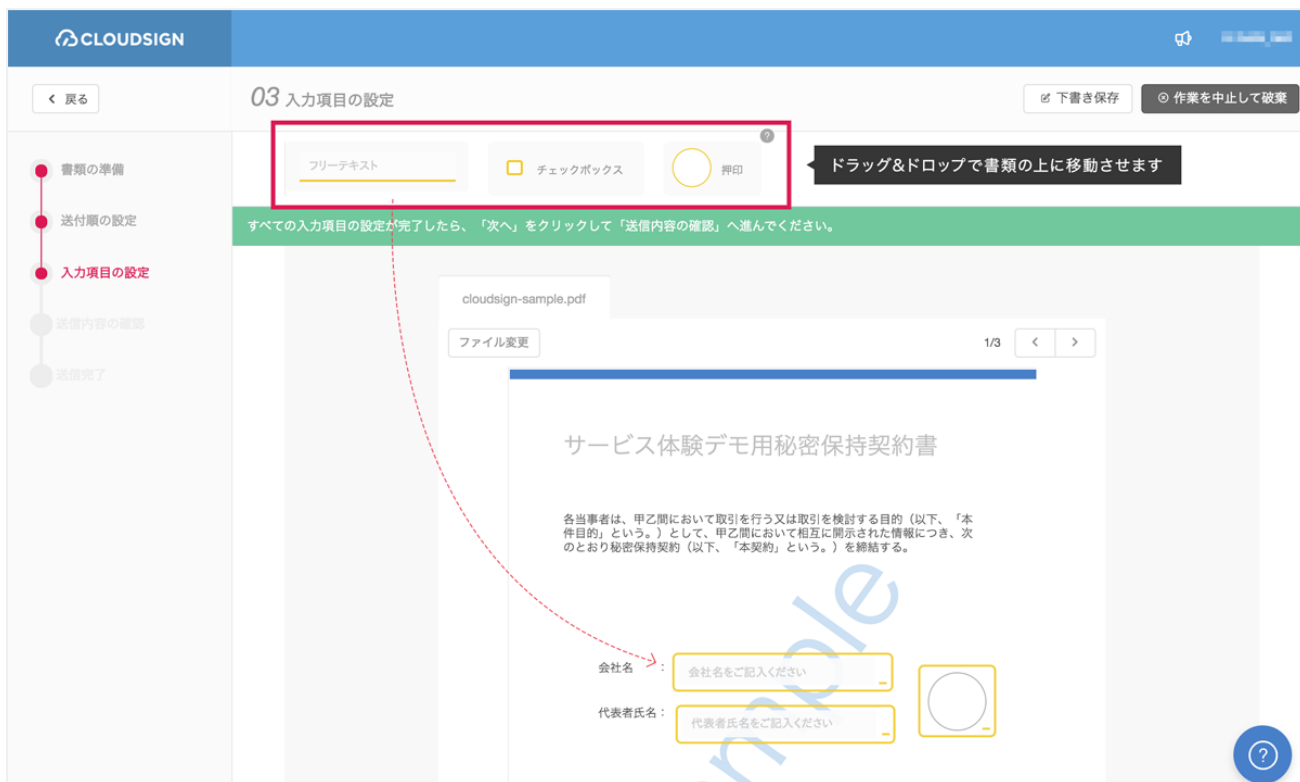 CLOUDSIGN
戻る
03 入力項目の設定
下書き保存
作業を中止して破棄
書類の準備
送付順の設定
入力項目の設定
送信内容の確認
送信完了
フリーテキスト
チェックボックス
押印
?
ドラッグ&ドロップで書類の上に移動させます
すべての入力項目の設定が完了したら、「次へ」をクリックして「送信内容の確認」へ進んでください。
cloudsign-sample.pdf
ファイル変更
1/3
サービス体験デモ用秘密保持契約書
各当事者は、甲乙間において取引を行う又は取引を検討する目的（以下、「本
件目的」という。）として、甲乙間において相互に開示された情報につき、次
のとおり秘密保持契約（以下、「本契約」という。）を締結する。
会社名 ：
会社名をご記入ください
代表者氏名：
代表者氏名をご記入ください
mple
?